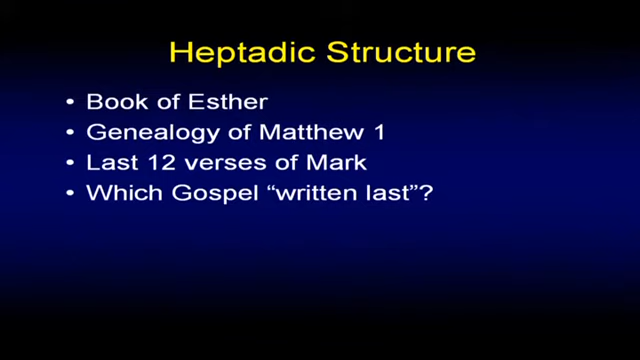 Heptadic Structure
• Book of Esther
• Genealogy of Matthew 1
• Last 12 verses of Mark
• Which Gospel “written last”?